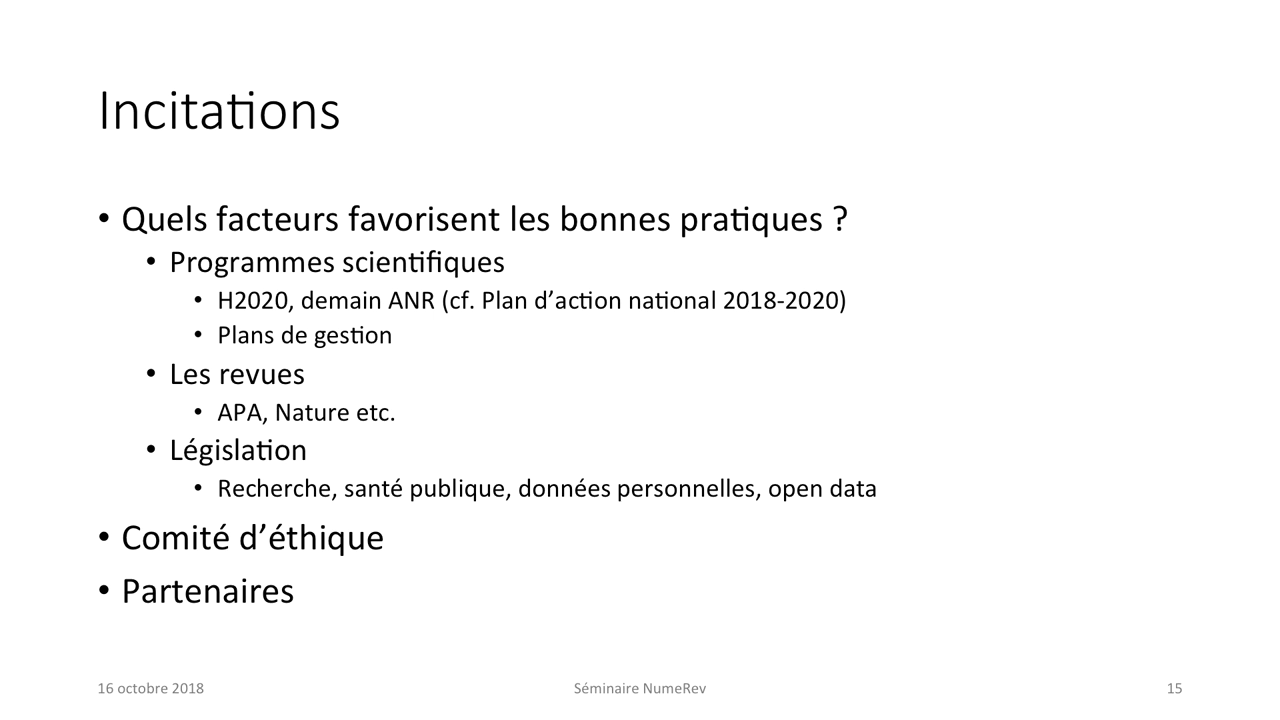 Incitations
• Quels facteurs favorisent les bonnes pratiques ?
• Programmes scientifiques
• H2020, demain ANR (cf. Plan d’action national 2018-2020)
• Plans de gestion
• Les revues
• APA, Nature etc.
• Législation
• Recherche, santé publique, données personnelles, open data
• Comité d’éthique
• Partenaires
16 octobre 2018
Séminaire NumeRev
15